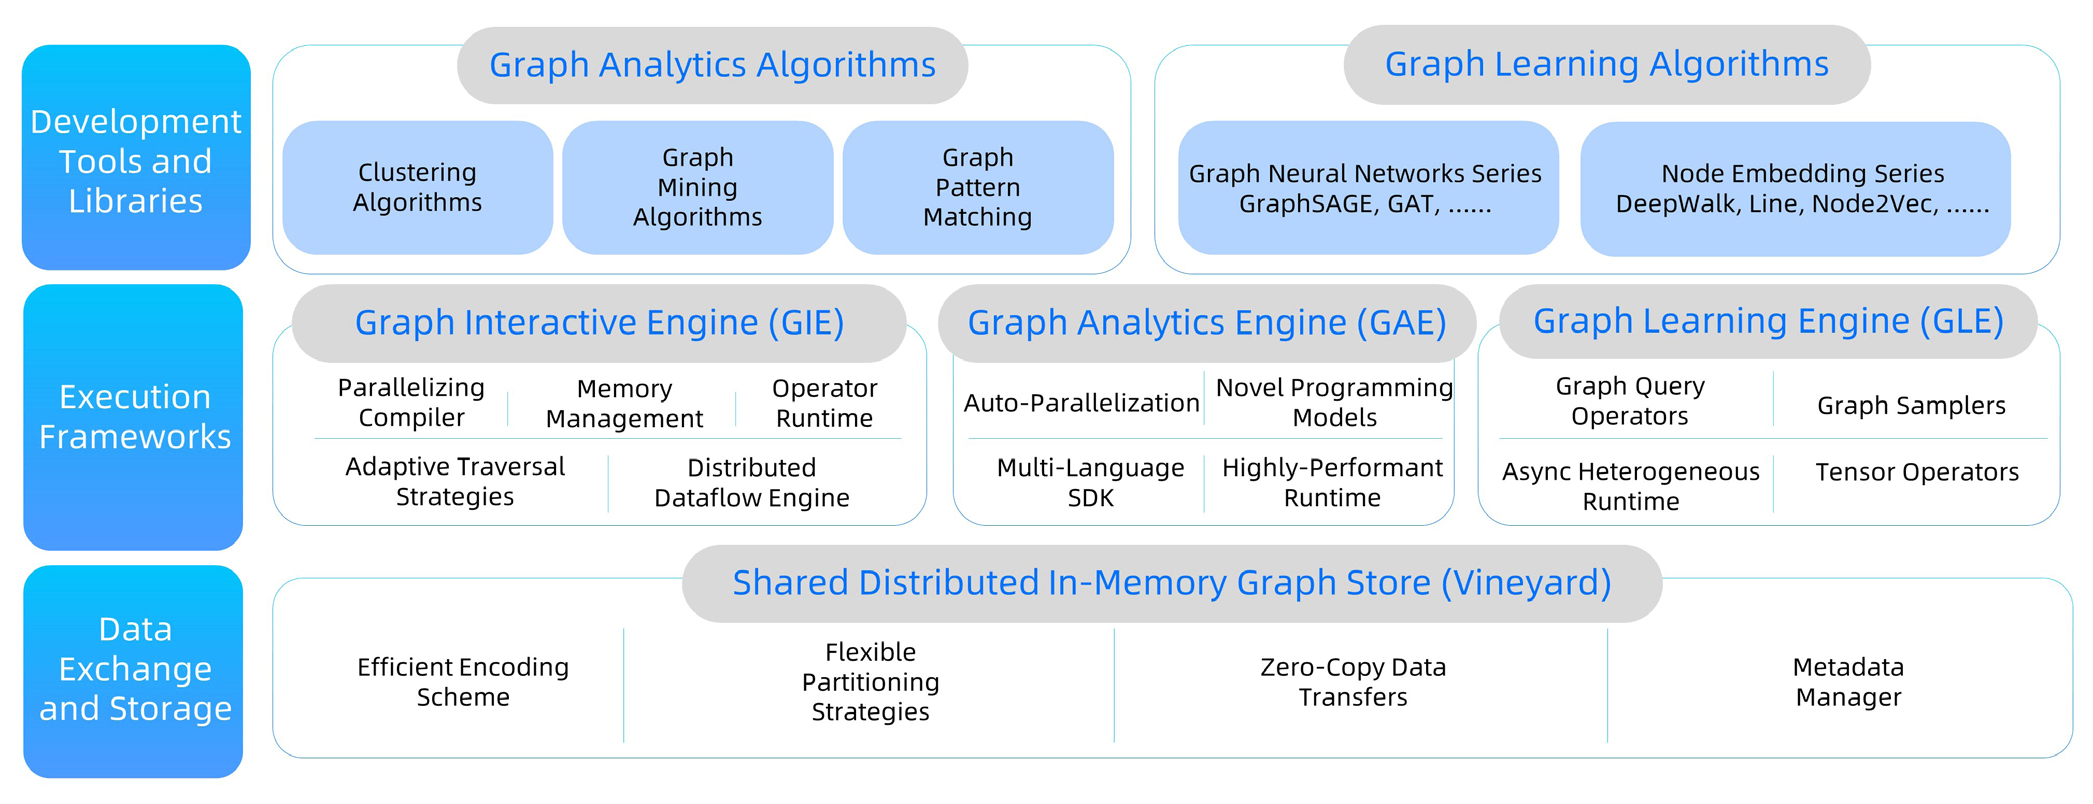 Development
Tools and
Libraries
Graph Analytics Algorithms
Clustering
Algorithms
Graph
Mining
Algorithms
Graph
Pattern
Matching
Graph Learning Algorithms
Graph Neural Networks Series
GraphSAGE, GAT, ......
Node Embedding Series
DeepWalk, Line, Node2Vec, ......
Execution
Frameworks
Graph Interactive Engine (GIE)
Parallelizing
Compiler
Memory
Management
Operator
Runtime
Adaptive Traversal
Strategies
Distributed
Dataflow Engine
Graph Analytics Engine (GAE)
Auto-Parallelization
Novel Programming
Models
Multi-Language
SDK
Highly-Performant
Runtime
Graph Learning Engine (GLE)
Graph Query
Operators
Graph Samplers
Async Heterogeneous
Runtime
Tensor Operators
Data
Exchange
and Storage
Shared Distributed In-Memory Graph Store (Vineyard)
Efficient Encoding
Scheme
Flexible
Partitioning
Strategies
Zero-Copy Data
Transfers
Metadata
Manager